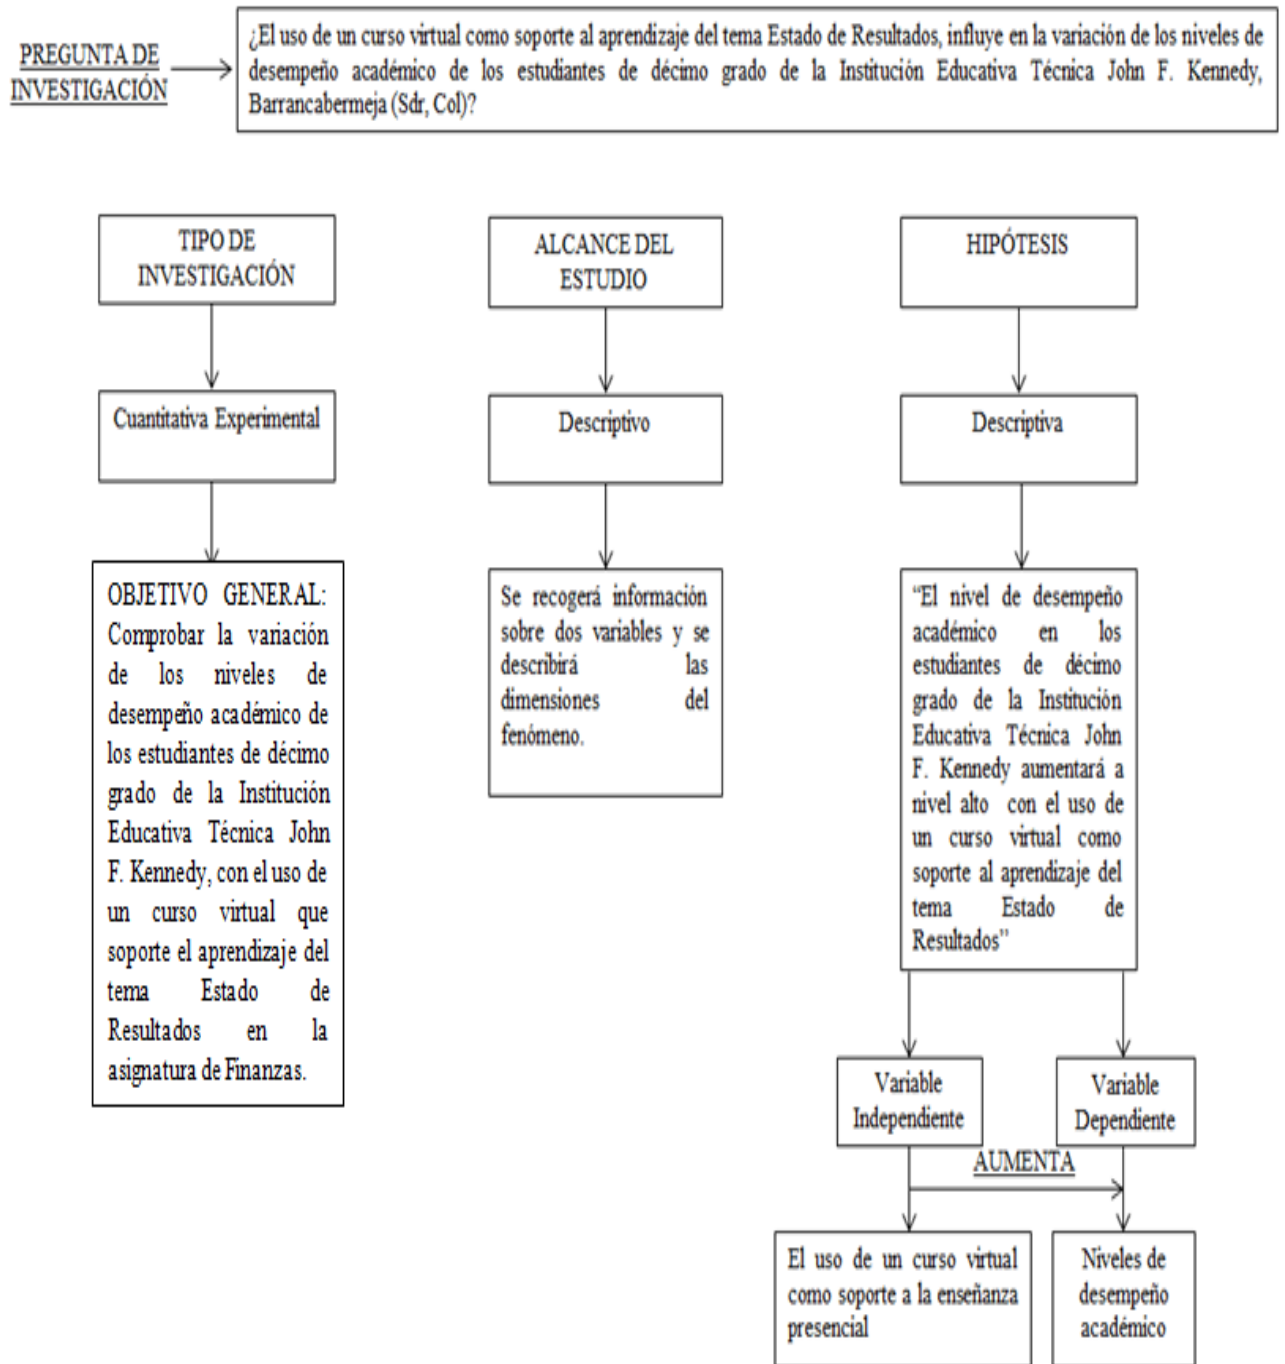 PREGUNTA DE
INVESTIGACIÓN
¿El uso de un curso virtual como soporte al aprendizaje del tema Estado de Resultados, influye en la variación de los niveles de
desempeño académico de los estudiantes de décimo grado de la Institución Educativa Técnica John F. Kennedy,
Barrancabermeja (Sdr, Col)?
TIPO DE
INVESTIGACIÓN
Cuantitativa Experimental
OBJETIVO GENERAL:
Comprobar la variación
de los niveles de
desempeño académico de
los estudiantes de décimo
grado de la Institución
Educativa Técnica John
F. Kennedy, con el uso de
un curso virtual que
soporte el aprendizaje del
tema Estado de
Resultados en la
asignatura de Finanzas.
ALCANCE DEL
ESTUDIO
Descriptivo
Se recogerá información
sobre dos variables y se
describirá las
dimensiones del
fenómeno.
HIPÓTESIS
Descriptiva
“El nivel de desempeño
académico en los
estudiantes de décimo
grado de la Institución
Educativa Técnica John
F. Kennedy aumentará a
nivel alto con el uso de
un curso virtual como
soporte al aprendizaje del
tema Estado de
Resultados”
Variable
Independiente
Variable
Dependiente
AUMENTA
El uso de un curso virtual
como soporte a la enseñanza
presencial
Niveles de
desempeño
académico